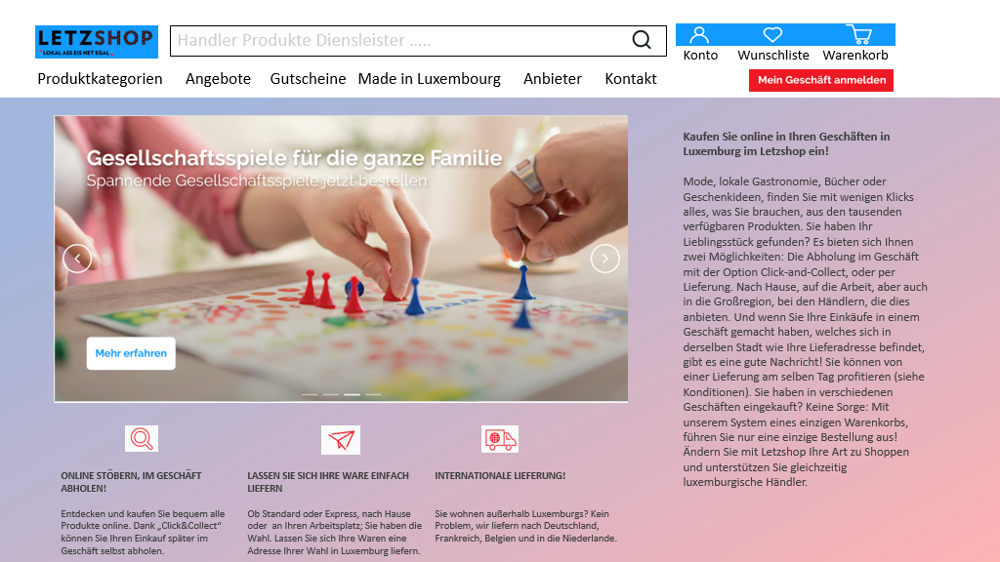 LETZSHOP
LOKAL ASS EIS NET EGAL
Handler Produkte Diensleister .....
Konto
Wunschliste
Warenkorb
Produktkategorien
Angebote
Gutscheine
Made in Luxembourg
Anbieter
Kontakt
Mein Geschäft anmelden
Gesellschaftsspiele für die ganze Familie
Spannende Gesellschaftsspiele jetzt bestellen
Mehr erfahren
Kaufen Sie online in Ihren Geschäften in
Luxemburg im Letzshop ein!
Mode, lokale Gastronomie, Bücher oder
Geschenkideen, finden Sie mit wenigen Klicks
alles, was Sie brauchen, aus den tausenden
verfügbaren Produkten. Sie haben Ihr
Lieblingsstück gefunden? Es bieten sich Ihnen
zwei Möglichkeiten: Die Abholung im Geschäft
mit der Option Click-and-Collect, oder per
Lieferung. Nach Hause, auf die Arbeit, aber auch
in die Großregion, bei den Händlern, die dies
anbieten. Und wenn Sie Ihre Einkäufe in einem
Geschäft gemacht haben, welches sich in
derselben Stadt wie Ihre Lieferadresse befindet,
gibt es eine gute Nachricht! Sie können von
einer Lieferung am selben Tag profitieren (siehe
Konditionen). Sie haben in verschiedenen
Geschäften eingekauft? Keine Sorge: Mit
unserem System eines einzigen Warenkorbs,
führen Sie nur eine einzige Bestellung aus!
Ändern Sie mit Letzshop Ihre Art zu Shoppen
und unterstützen Sie gleichzeitig
luxemburgische Händler.
ONLINE STÖBERN, IM GESCHÄFT
ABHOLEN!
Entdecken und kaufen Sie bequem alle
Produkte online. Dank „Click&Collect“
können Sie Ihren Einkauf später im
Geschäft selbst abholen.
LASSEN SIE SICH IHRE WARE EINFACH
LIEFERN
Ob Standard oder Express, nach Hause
oder an Ihren Arbeitsplatz; Sie haben die
Wahl. Lassen Sie sich Ihre Waren eine
Adresse Ihrer Wahl in Luxemburg liefern.
INTERNATIONALE LIEFERUNG!
Sie wohnen außerhalb Luxemburgs? Kein
Problem, wir liefern nach Deutschland,
Frankreich, Belgien und in die Niederlande.